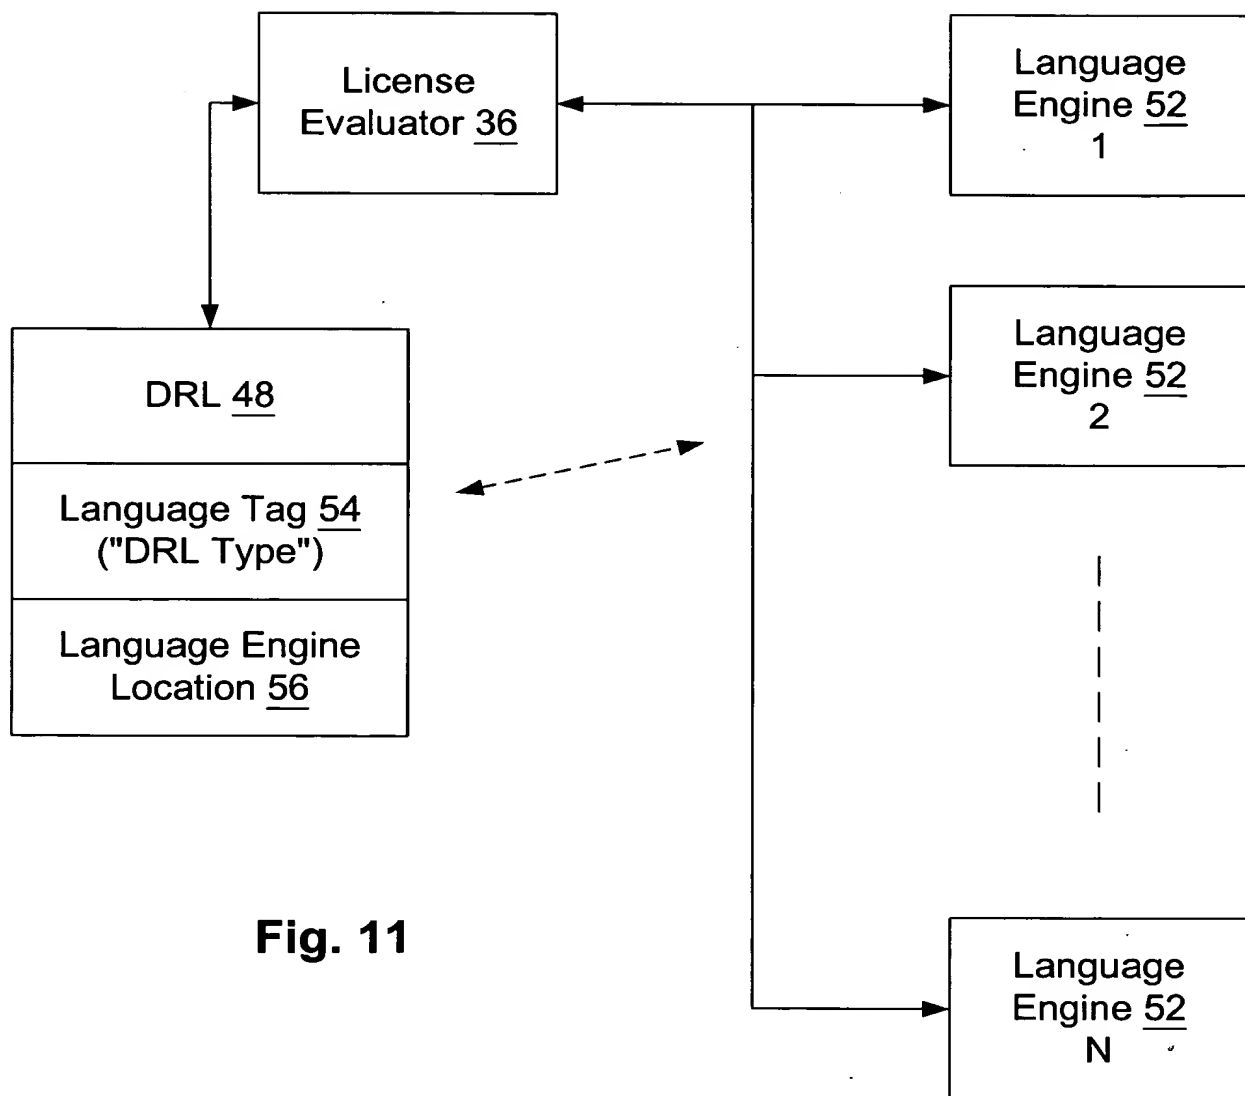 License
Evaluator 36
Language
Engine 52
1
Language
Engine 52
2
DRL 48
Language Tag 54
("DRL Type")
Language Engine
Location 56
Fig. 11
Language
Engine 52
N